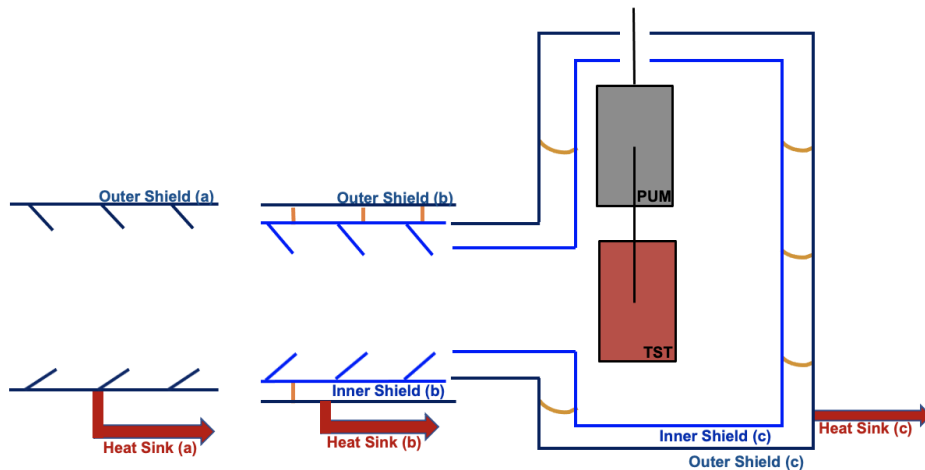 Outer Shield (a)
Outer Shield (b)
PUM
TST
Inner Shield (b)
Heat Sink (a)
Heat Sink (b)
Heat Sink (c)
Inner Shield (c)
Outer Shield (c)